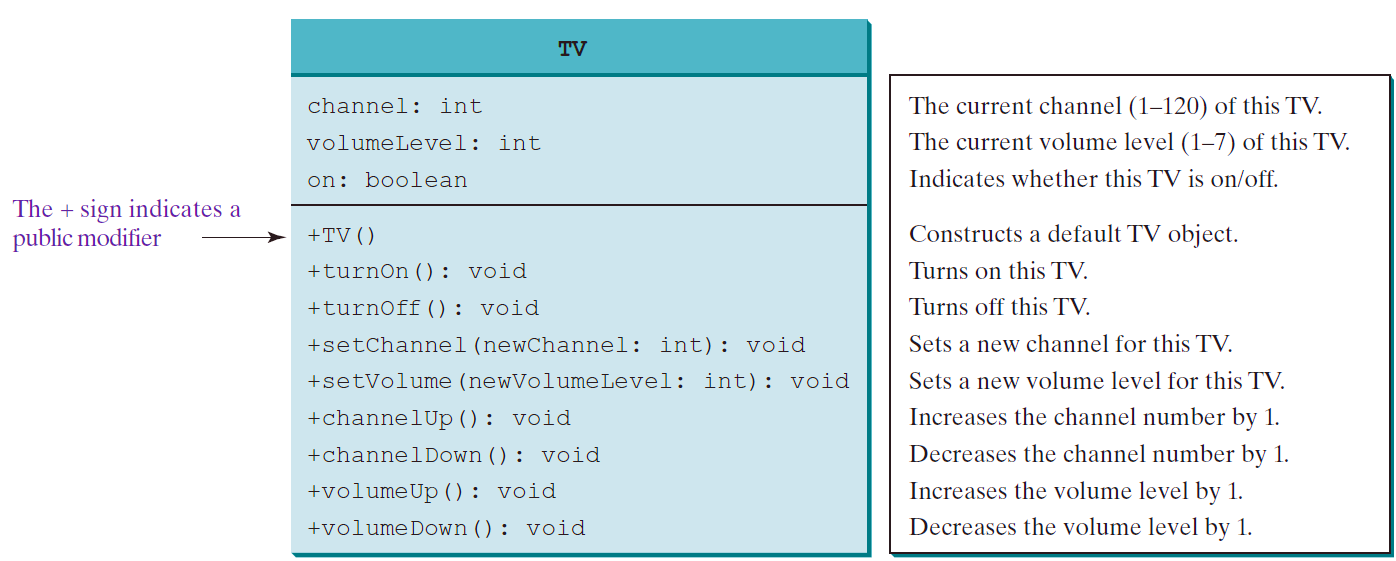 TV
channel: int
volumeLevel: int
on: boolean
The + sign indicates a
public modifier
+TV()
+turnOn(): void
+turnOff(): void
+setChannel(newChannel: int): void
+setVolume(newVolumeLevel: int): void
+channelUp(): void
+channelDown(): void
+volumeUp(): void
+volumeDown(): void
The current channel (1–120) of this TV.
The current volume level (1–7) of this TV.
Indicates whether this TV is on/off.
Constructs a default TV object.
Turns on this TV.
Turns off this TV.
Sets a new channel for this TV.
Sets a new volume level for this TV.
Increases the channel number by 1.
Decreases the channel number by 1.
Increases the volume level by 1.
Decreases the volume level by 1.